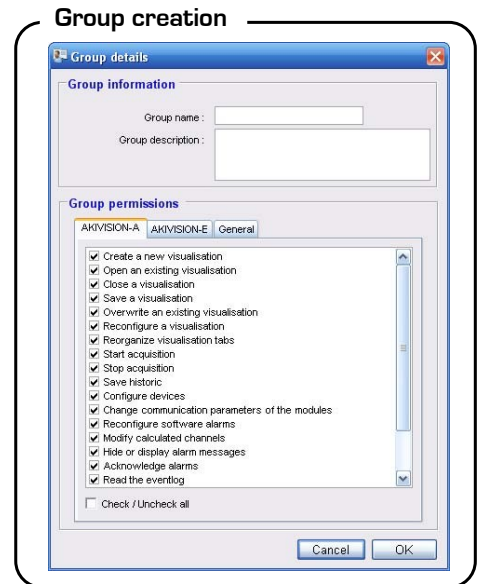 Group creation
Group details
Group information
Group name :
Group description :
Group permissions
AKIVISION-A AKIVISION-E General
Create a new visualisation
Open an existing visualisation
Close a visualisation
Save a visualisation
Overwrite an existing visualisation
Reconfigure a visualisation
Reorganize visualisation tabs
Start acquisition
Stop acquisition
Save historic
Configure devices
Change communication parameters of the modules
Reconfigure software alarms
Modify calculated channels
Hide or display alarm messages
Acknowledge alarms
Read the eventlog
Check / Uncheck all
Cancel OK